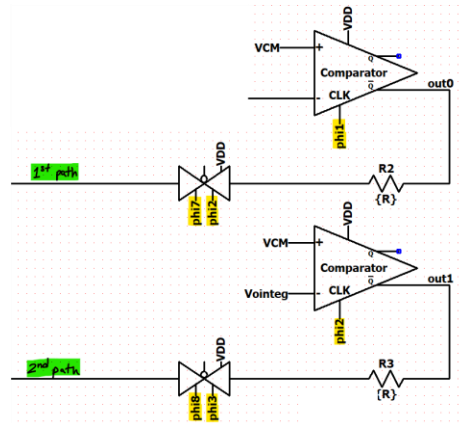 VDD
VCM
+
Q
Comparator
-
CLK
Q
out0
phi1
1st path
VDD
R2
{R}
phi7
phi2
VDD
VCM
+
Q
Comparator
Vointeg
-
CLK
Q
out1
phi2
2nd path
VDD
R3
{R}
phi8
phi3